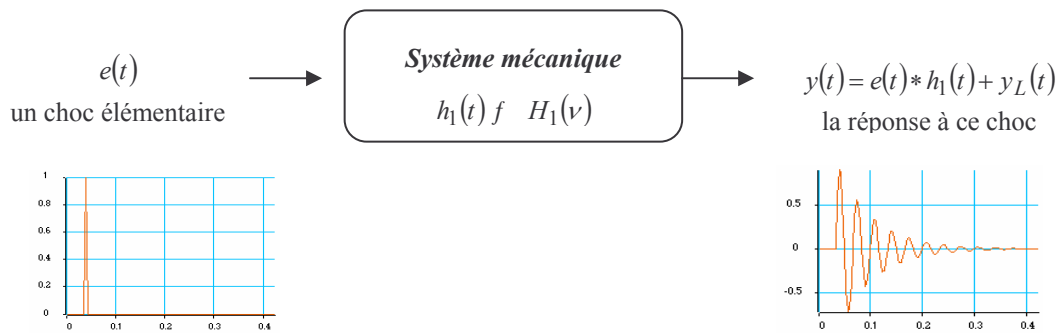 e(t)
un choc élémentaire
Système mécanique
h₁(t) f H₁(ν)
y(t) = e(t) * h₁(t) + y_L(t)
la réponse à ce choc
1
0.8
0.6
0.4
0.2
0
0 0.1 0.2 0.3 0.4
0.5
0
-0.5
0 0.1 0.2 0.3 0.4